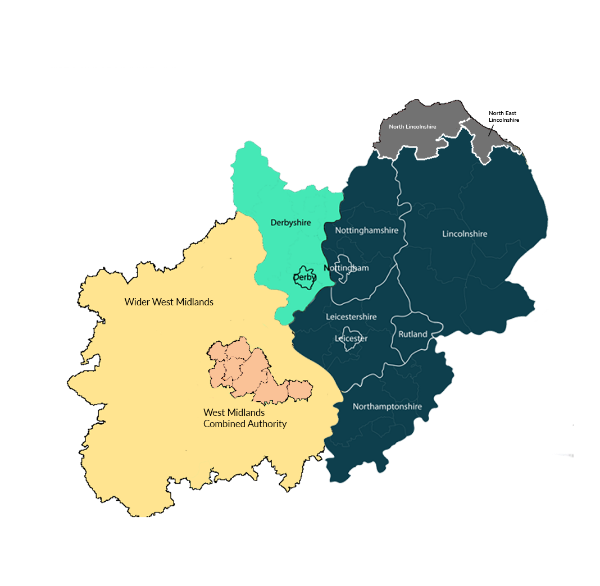 North Lincolnshire
North East
Lincolnshire
Derbyshire
Nottinghamshire
Lincolnshire
Nottingham
Derby
Wider West Midlands
Leicestershire
Leicester
Rutland
West Midlands
Combined Authority
Northamptonshire